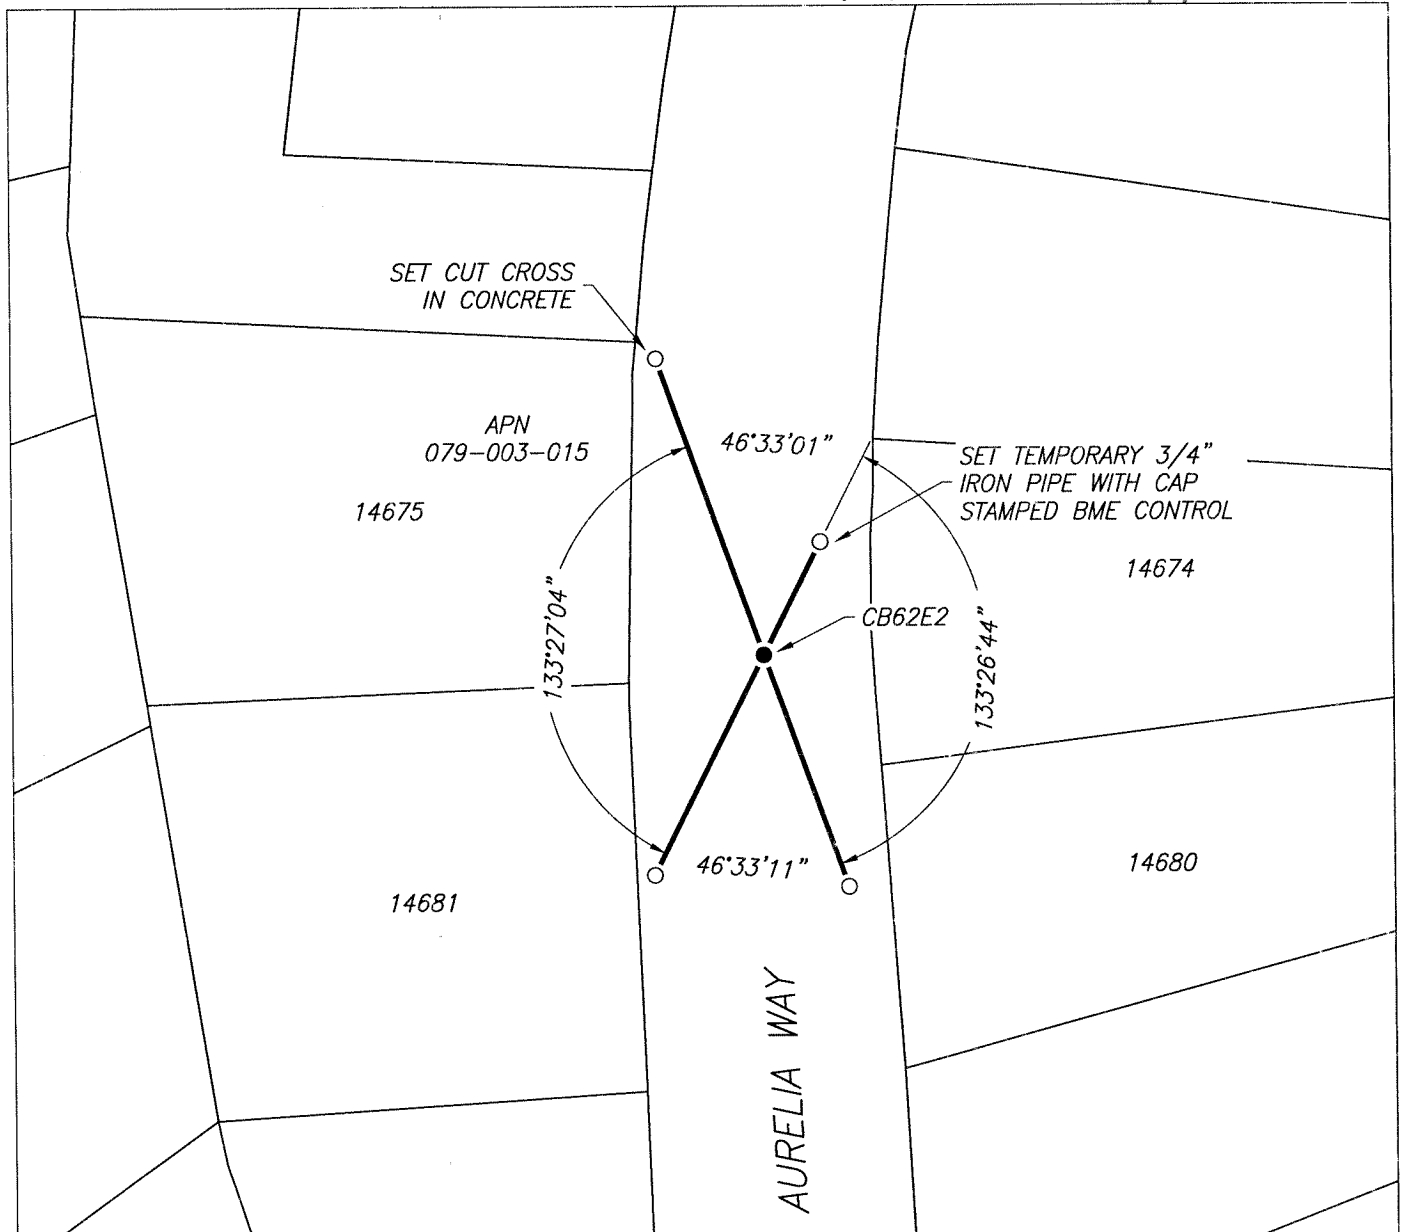 SET CUT CROSS
IN CONCRETE
APN
079-003-015
46°33'01"
SET TEMPORARY 3/4"
IRON PIPE WITH CAP
STAMPED BME CONTROL
14675
14674
133°27'04"
CB62E2
133°26'44"
46°33'11"
14680
14681
AURELIA WAY